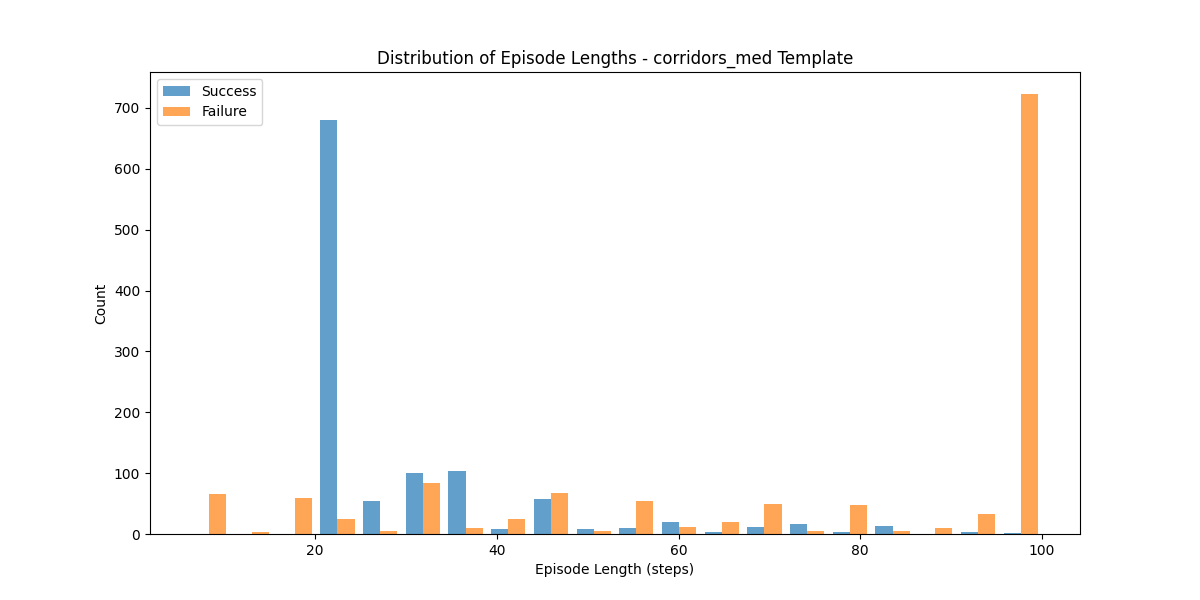 Distribution of Episode Lengths - corridors_med Template
Success
Failure
700
600
500
400
300
200
100
0
Count
20
40
60
80
100
Episode Length (steps)